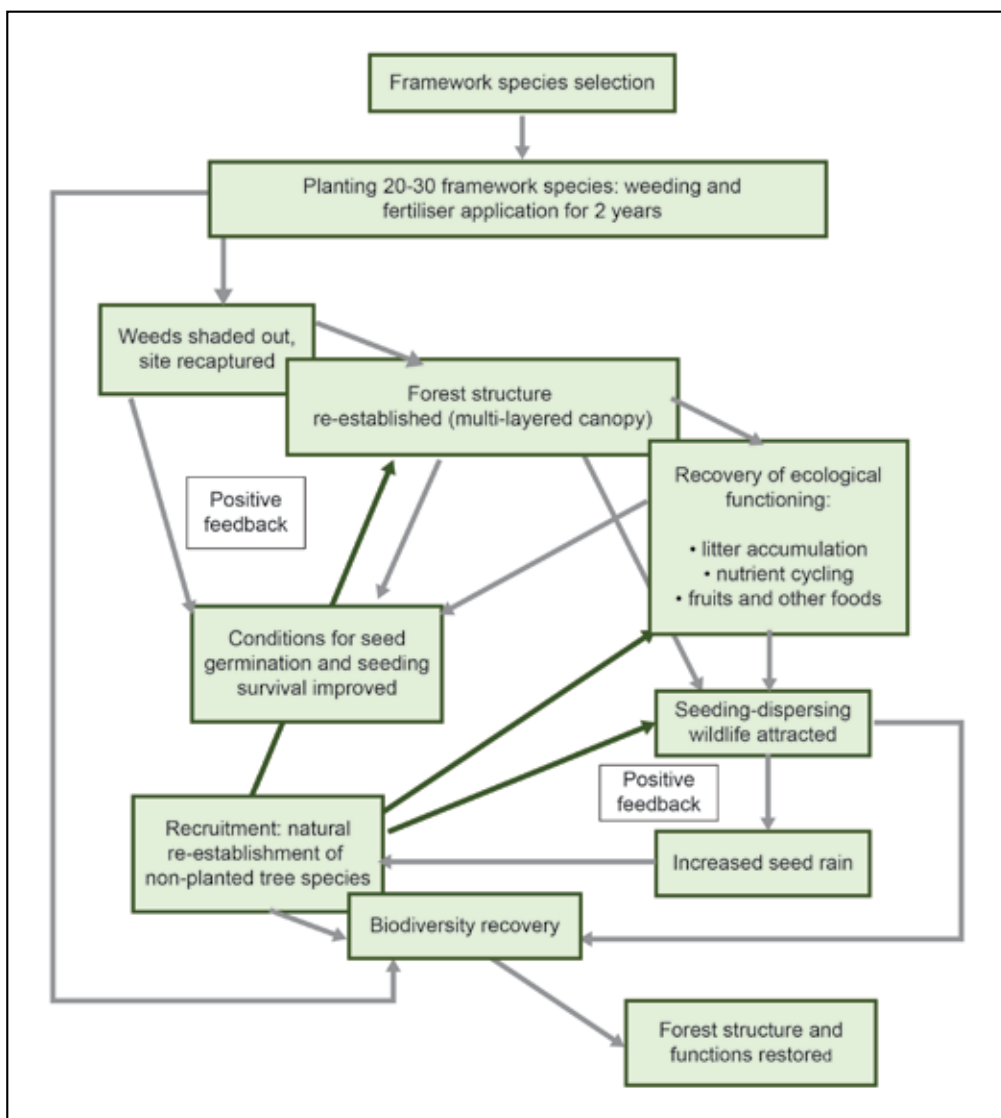 Framework species selection
Planting 20-30 framework species: weeding and
fertiliser application for 2 years
Weeds shaded out,
site recaptured
Forest structure
re-established (multi-layered canopy)
Recovery of ecological
functioning:
• litter accumulation
• nutrient cycling
• fruits and other foods
Positive
feedback
Conditions for seed
germination and seeding
survival improved
Seeding-dispersing
wildlife attracted
Positive
feedback
Recruitment: natural
re-establishment of
non-planted tree species
Increased seed rain
Biodiversity recovery
Forest structure and
functions restored